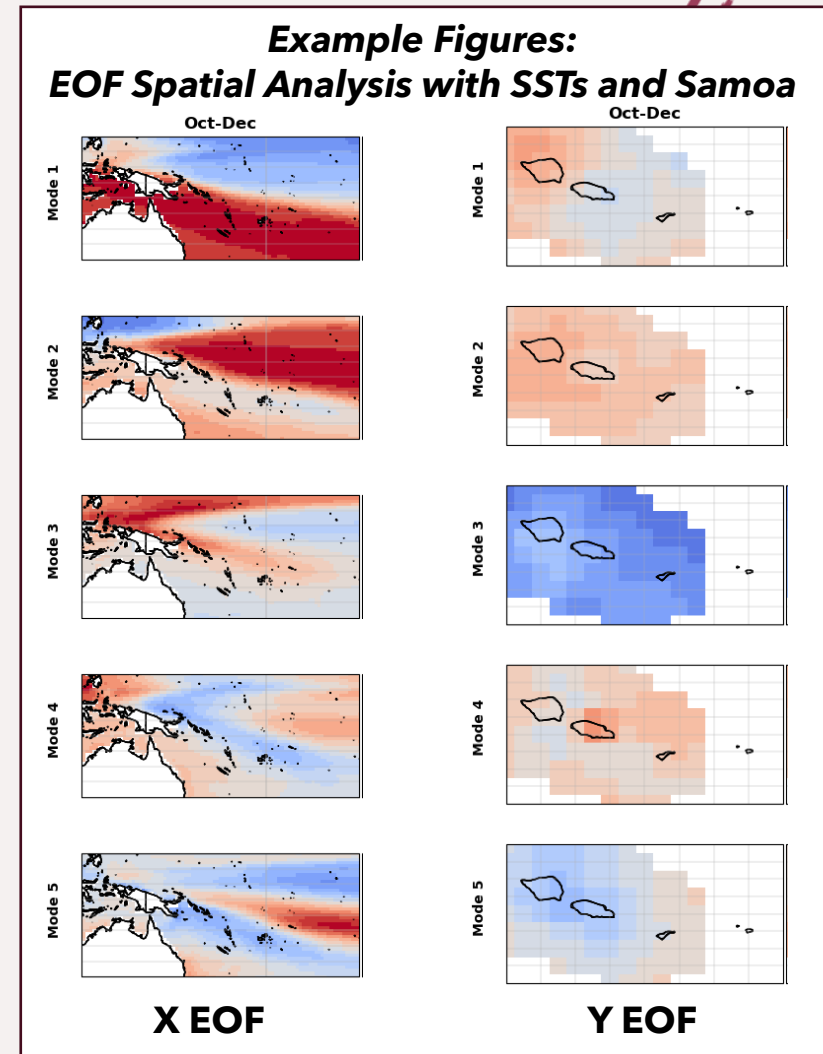 Example Figures:
EOF Spatial Analysis with SSTs and Samoa
Oct-Dec
Mode 1
Mode 2
Mode 3
Mode 4
Mode 5
X EOF
Oct-Dec
Mode 1
Mode 2
Mode 3
Mode 4
Mode 5
Y EOF